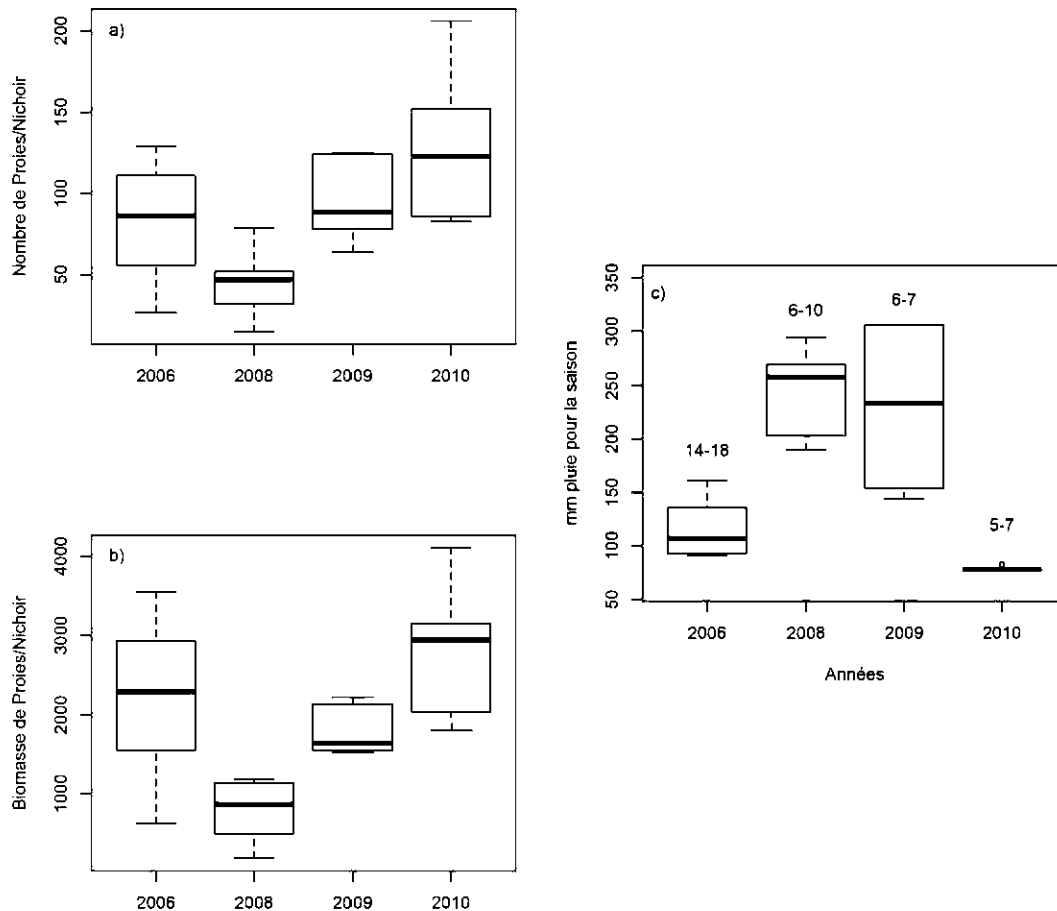 a)
Nombre de Proies/Nichoir
200
150
100
50
2006 2008 2009 2010
b)
Biomasse de Proies/Nichoir
4000
3000
2000
1000
2006 2008 2009 2010
c)
mm pluie pour la saison
350
300
250
200
150
100
50
14-18
6-10
6-7
5-7
2006 2008 2009 2010
Années